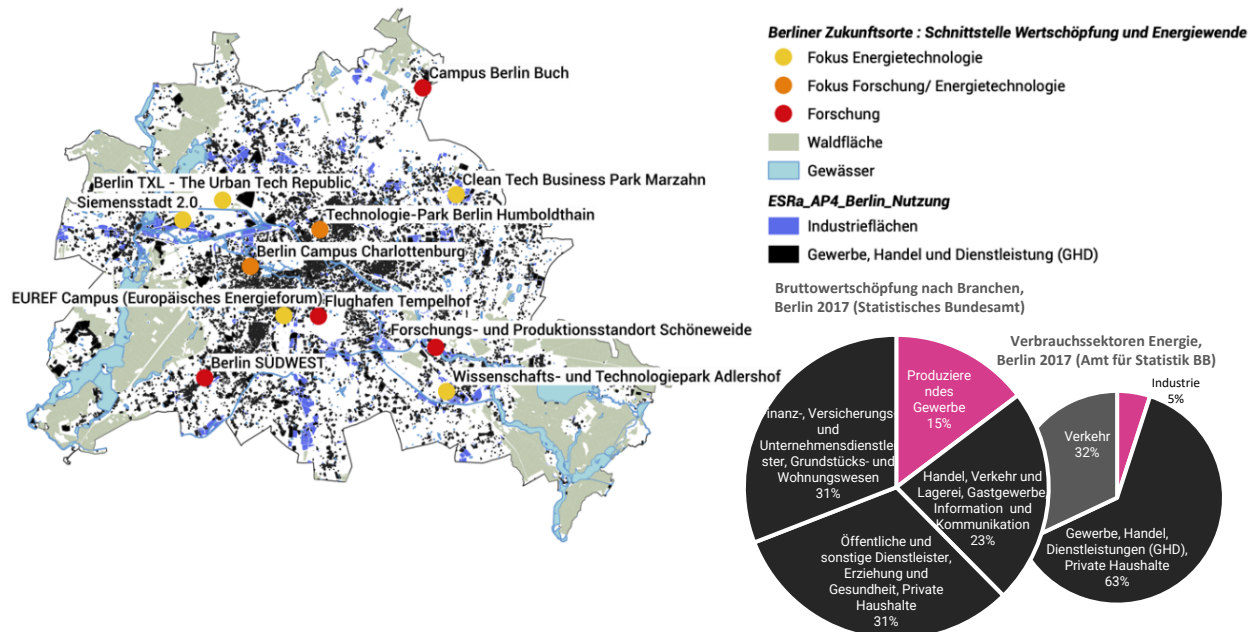 Campus Berlin Buch
Berlin TXL - The Urban Tech Republic
Clean Tech Business Park Marzahn
Siemensstadt 2.0
Technologie-Park Berlin Humboldthain
Berlin Campus Charlottenburg
EUREF Campus (Europäisches Energieforum)
Flughafen Tempelhof
Forschungs- und Produktionsstandort Schöneweide
Berlin SÜDWEST
Wissenschafts- und Technologiepark Adlershof
Berliner Zukunftsorte : Schnittstelle Wertschöpfung und Energiewende
Fokus Energietechnologie
Fokus Forschung/ Energietechnologie
Forschung
Waldfläche
Gewässer
ESRa_AP4_Berlin_Nutzung
Industrieflächen
Gewerbe, Handel und Dienstleistung (GHD)
Bruttowertschöpfung nach Branchen,
Berlin 2017 (Statistisches Bundesamt)
Produziere
ndes
Gewerbe
15%
Handel, Verkehr und
Lagerei, Gastgewerbe
Information und
Kommunikation
23%
Öffentliche und
sonstige Dienstleister,
Erziehung und
Gesundheit, Private
Haushalte
31%
inanz-, Versicherungs-
und
Unternehmensdienstle
ster, Grundstücks- und
Wohnungswesen
31%
Verbrauchssektoren Energie,
Berlin 2017 (Amt für Statistik BB)
Industrie
5%
Verkehr
32%
Gewerbe, Handel,
Dienstleistungen (GHD),
Private Haushalte
63%